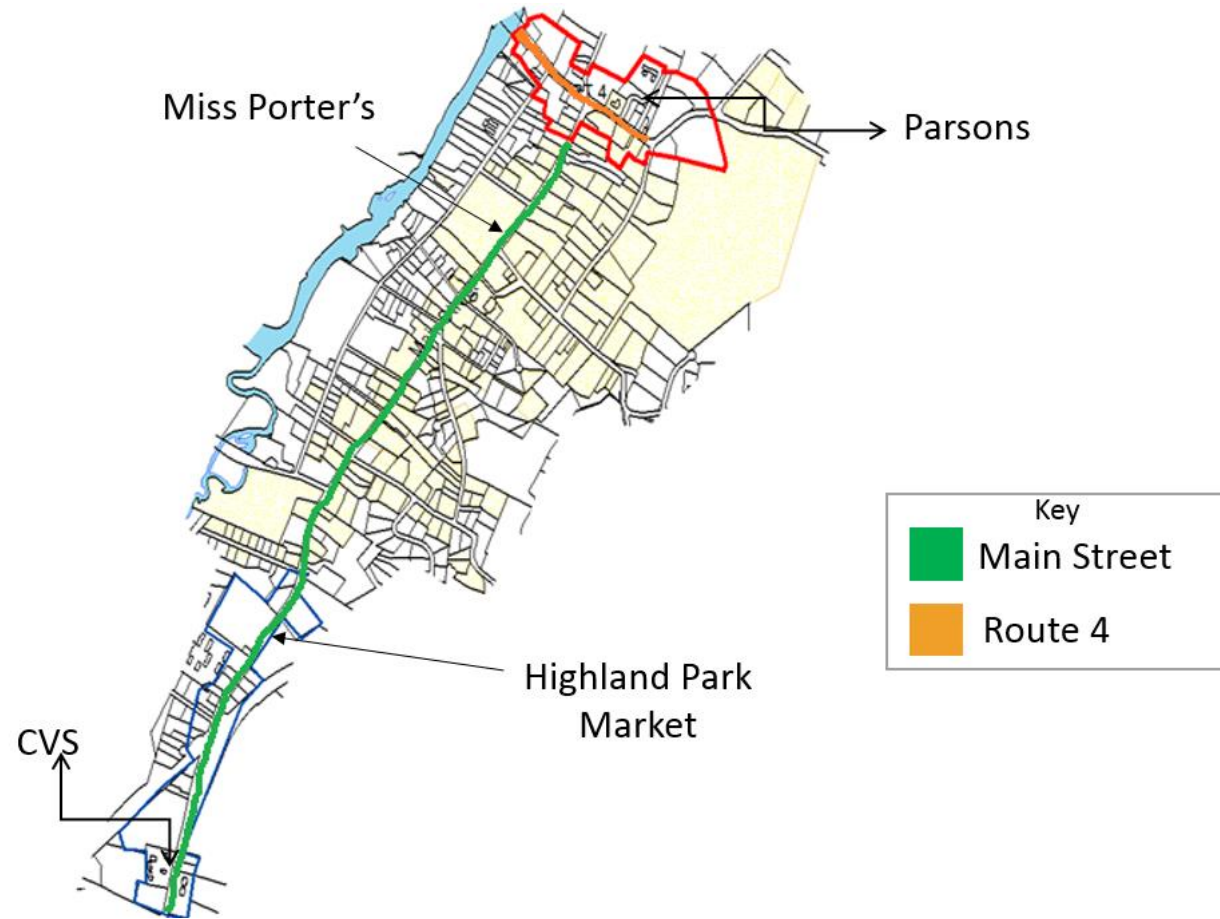 Miss Porter's
Parsons
Key
Main Street
Route 4
Highland Park
Market
CVS